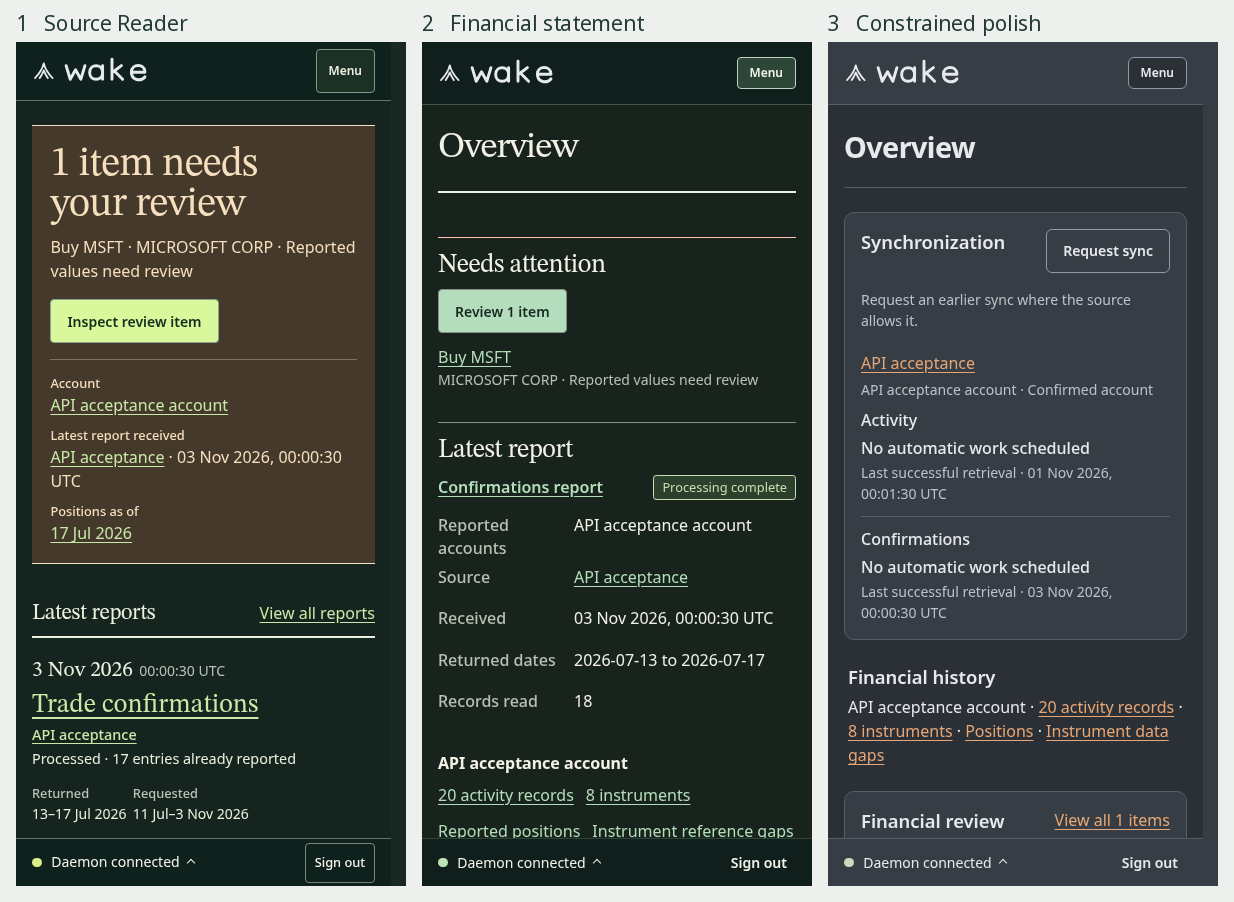 1 Source Reader
wake
Menu
1 item needs
your review
Buy MSFT · MICROSOFT CORP · Reported
values need review
Inspect review item
Account
API acceptance account
Latest report received
API acceptance · 03 Nov 2026, 00:00:30
UTC
Positions as of
17 Jul 2026
Latest reports
View all reports
3 Nov 2026 00:00:30 UTC
Trade confirmations
API acceptance
Processed · 17 entries already reported
Returned Requested
13–17 Jul 2026 11 Jul–3 Nov 2026
Daemon connected
Sign out
2 Financial statement
wake
Menu
Overview
Needs attention
Review 1 item
Buy MSFT
MICROSOFT CORP · Reported values need review
Latest report
Confirmations report
Processing complete
Reported
accounts
API acceptance account
Source API acceptance
Received 03 Nov 2026, 00:00:30 UTC
Returned dates 2026-07-13 to 2026-07-17
Records read 18
API acceptance account
20 activity records 8 instruments
Reported positions Instrument reference gaps
Daemon connected
Sign out
3 Constrained polish
wake
Menu
Overview
Synchronization
Request sync
Request an earlier sync where the source
allows it.
API acceptance
API acceptance account · Confirmed account
Activity
No automatic work scheduled
Last successful retrieval · 01 Nov 2026,
00:01:30 UTC
Confirmations
No automatic work scheduled
Last successful retrieval · 03 Nov 2026,
00:00:30 UTC
Financial history
API acceptance account · 20 activity records ·
8 instruments · Positions · Instrument data
gaps
Financial review
View all 1 items
Daemon connected
Sign out